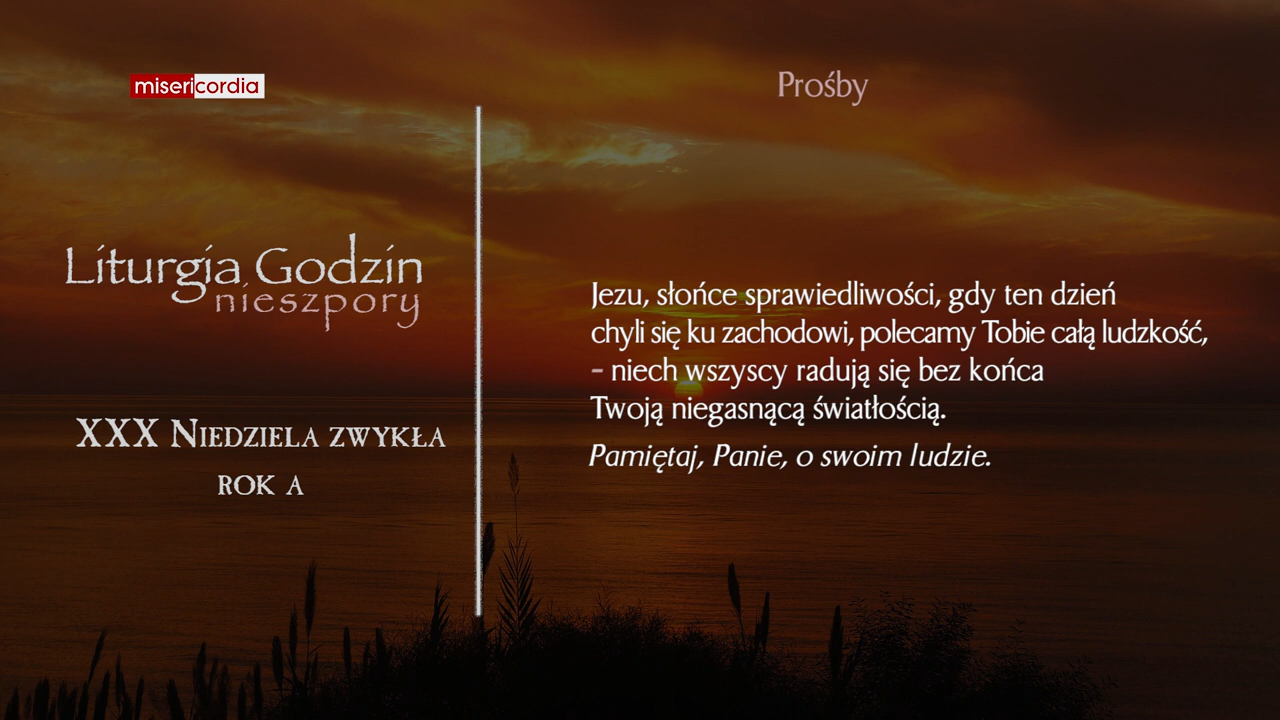 misericordia
Liturgia Godzin
nieszpory
XXX Niedziela zwykła
rok a
Prośby
Jezu, słońce sprawiedliwości, gdy ten dzień
chyli się ku zachodowi, polecamy Tobie całą ludzkość,
- niech wszyscy radują się bez końca
Twoją niegasnącą światłością.
Pamiętaj, Panie, o swoim ludzie.